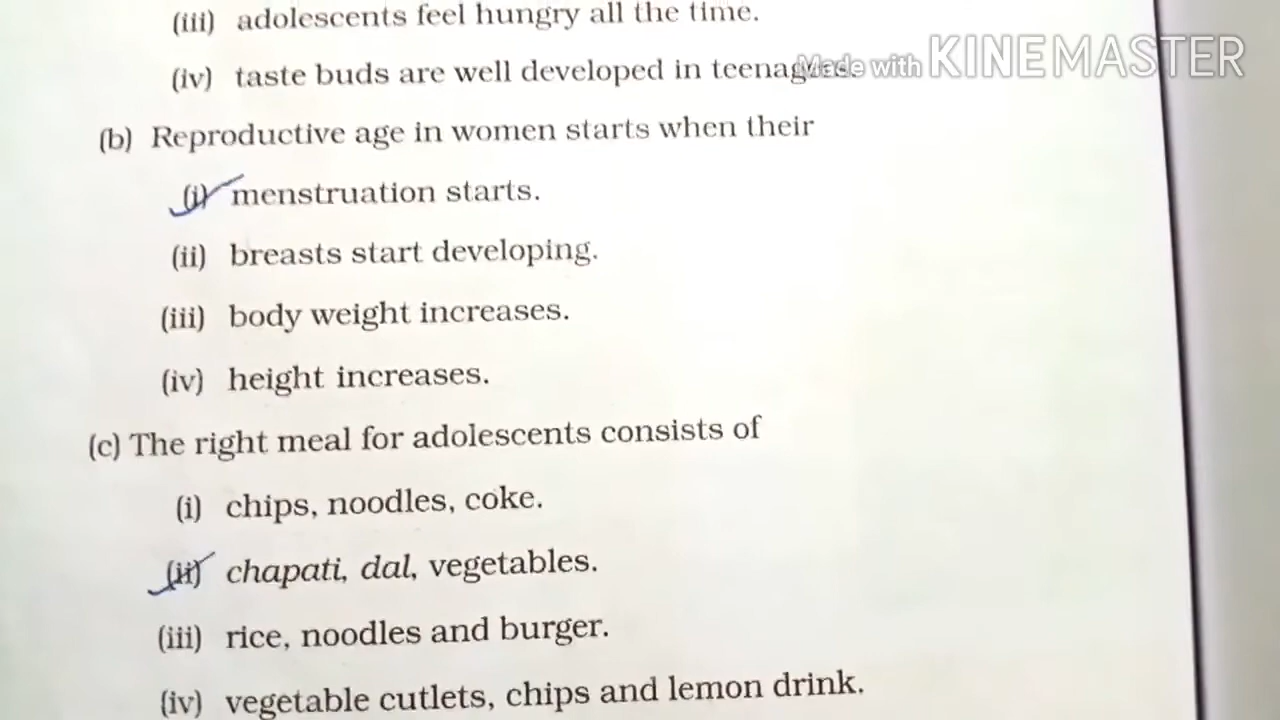 (iii) adolescents feel hungry all the time.
(iv) taste buds are well developed in
Made with KINEMASTER
(b) Reproductive age in women starts when their
(i) menstruation starts.
(ii) breasts start developing.
(iii) body weight increases.
(iv) height increases.
(c) The right meal for adolescents consists of
(i) chips, noodles, coke.
(ii) chapati, dal, vegetables.
(iii) rice, noodles and burger.
(iv) vegetable cutlets, chips and lemon drink.